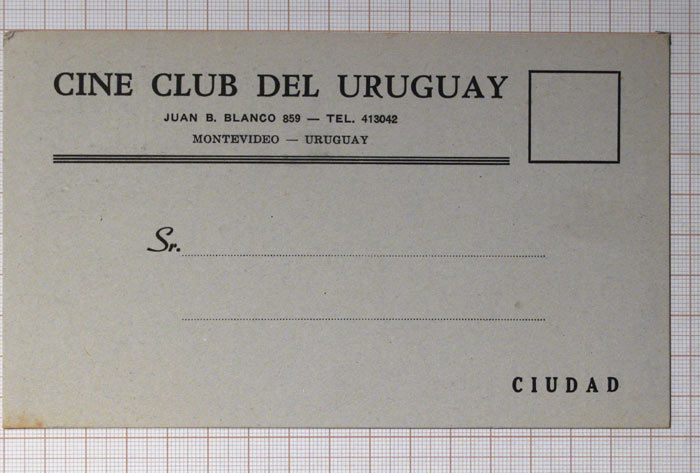 CINE CLUB DEL URUGUAY
JUAN B. BLANCO 859 — TEL. 413042
MONTEVIDEO — URUGUAY
Sr.
CIUDAD